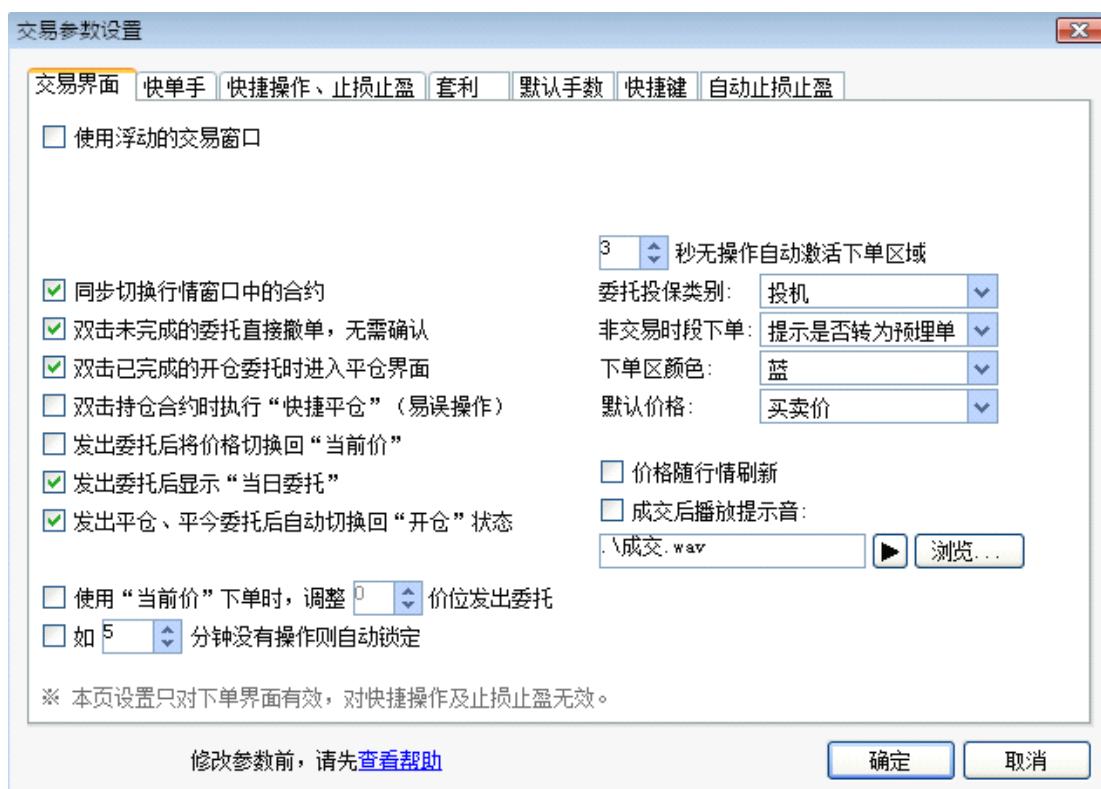 交易参数设置
交易界面 快单手 快捷操作、止损止盈 套利 默认手数 快捷键 自动止损止盈
使用浮动的交易窗口
3 秒无操作自动激活下单区域
同步切换行情窗口中的合约
委托投保类别: 投机
双击未完成的委托直接撤单，无需确认
非交易时段下单: 提示是否转为预埋单
双击已完成的开仓委托时进入平仓界面
下单区颜色: 蓝
双击持仓合约时执行“快捷平仓”（易误操作）
默认价格: 买卖价
发出委托后将价格切换回“当前价”
价格随行情刷新
发出委托后显示“当日委托”
成交后播放提示音:
发出平仓、平今委托后自动切换回“开仓”状态
.\成交.wav 浏览...
使用“当前价”下单时，调整 0 价位发出委托
如 5 分钟没有操作则自动锁定
※ 本页设置只对下单界面有效，对快捷操作及止损止盈无效。
修改参数前，请先查看帮助 确定 取消